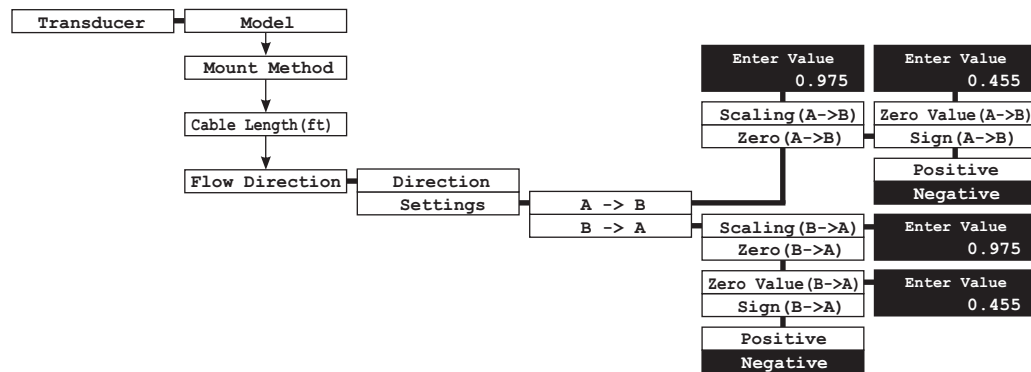 Transducer
Model
Mount Method
Cable Length(ft)
Flow Direction
Direction
Settings
A -> B
B -> A
Enter Value
0.975
Scaling(A->B)
Zero(A->B)
Enter Value
0.455
Zero Value(A->B)
Sign(A->B)
Positive
Negative
Scaling(B->A)
Zero(B->A)
Enter Value
0.975
Zero Value(B->A)
Sign(B->A)
Enter Value
0.455
Positive
Negative